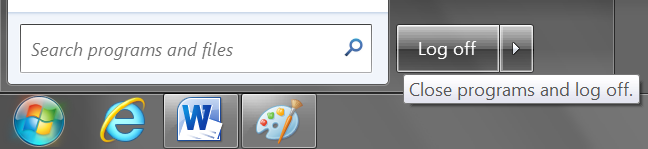 Search programs and files
Log off
Close programs and log off.
W